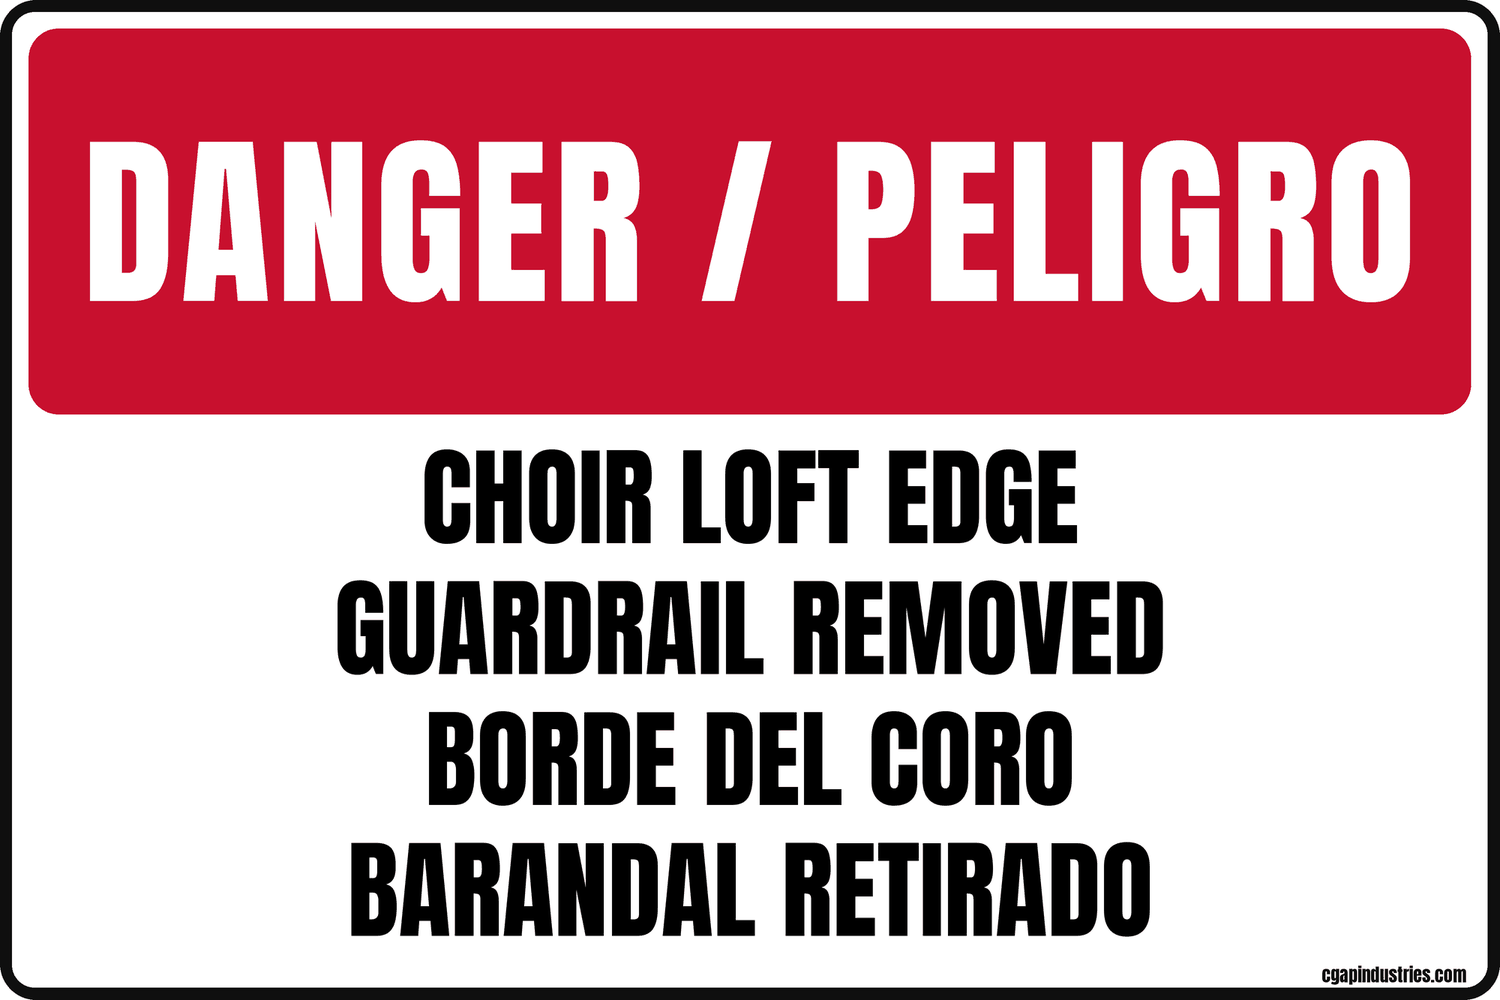 DANGER / PELIGRO
CHOIR LOFT EDGE
GUARDRAIL REMOVED
BORDE DEL CORO
BARANDAL RETIRADO
cgapindustries.com